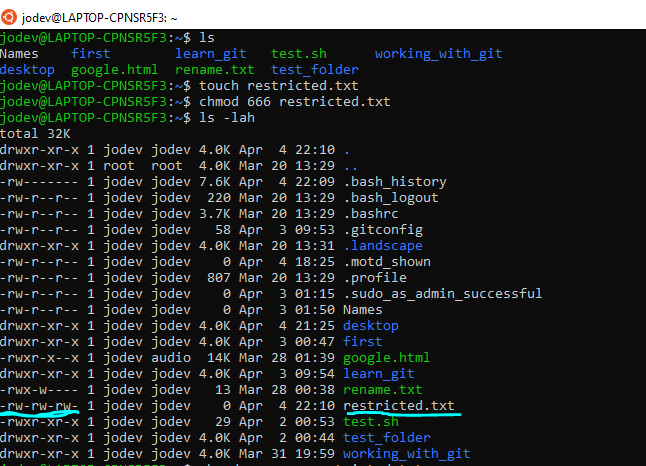 jodev@LAPTOP-CPNSR5F3: ~
jodev@LAPTOP-CPNSR5F3:~$ ls
Names first learn_git test.sh working_with_git
desktop google.html rename.txt test_folder
jodev@LAPTOP-CPNSR5F3:~$ touch restricted.txt
jodev@LAPTOP-CPNSR5F3:~$ chmod 666 restricted.txt
jodev@LAPTOP-CPNSR5F3:~$ ls -lah
total 32K
drwxr-xr-x 1 jodev jodev 4.0K Apr 4 22:10 .
drwxr-xr-x 1 root root 4.0K Mar 20 13:29 ..
-rw------- 1 jodev jodev 7.6K Apr 4 22:09 .bash_history
-rw-r--r-- 1 jodev jodev 220 Mar 20 13:29 .bash_logout
-rw-r--r-- 1 jodev jodev 3.7K Mar 20 13:29 .bashrc
-rw-r--r-- 1 jodev jodev 58 Apr 3 09:53 .gitconfig
drwxr-xr-x 1 jodev jodev 4.0K Mar 20 13:31 .landscape
-rw-r--r-- 1 jodev jodev 0 Apr 4 18:25 .motd_shown
-rw-r--r-- 1 jodev jodev 807 Mar 20 13:29 .profile
-rw-r--r-- 1 jodev jodev 0 Apr 3 01:15 .sudo_as_admin_successful
-rw-r--r-- 1 jodev jodev 0 Apr 3 01:50 Names
drwxr-xr-x 1 jodev jodev 4.0K Apr 4 21:25 desktop
drwxr-xr-x 1 jodev jodev 4.0K Apr 3 00:47 first
-rwxr-x--x 1 jodev audio 14K Mar 28 01:39 google.html
drwxr-xr-x 1 jodev jodev 4.0K Apr 3 09:54 learn_git
-rwx-w---- 1 jodev jodev 13 Mar 28 00:38 rename.txt
-rw-rw-rw- 1 jodev jodev 0 Apr 4 22:10 restricted.txt
-rwxr-xr-x 1 jodev jodev 29 Apr 2 00:53 test.sh
drwxr-xr-x 1 jodev jodev 4.0K Apr 2 00:44 test_folder
drwxr-xr-x 1 jodev jodev 4.0K Mar 31 19:59 working_with_git